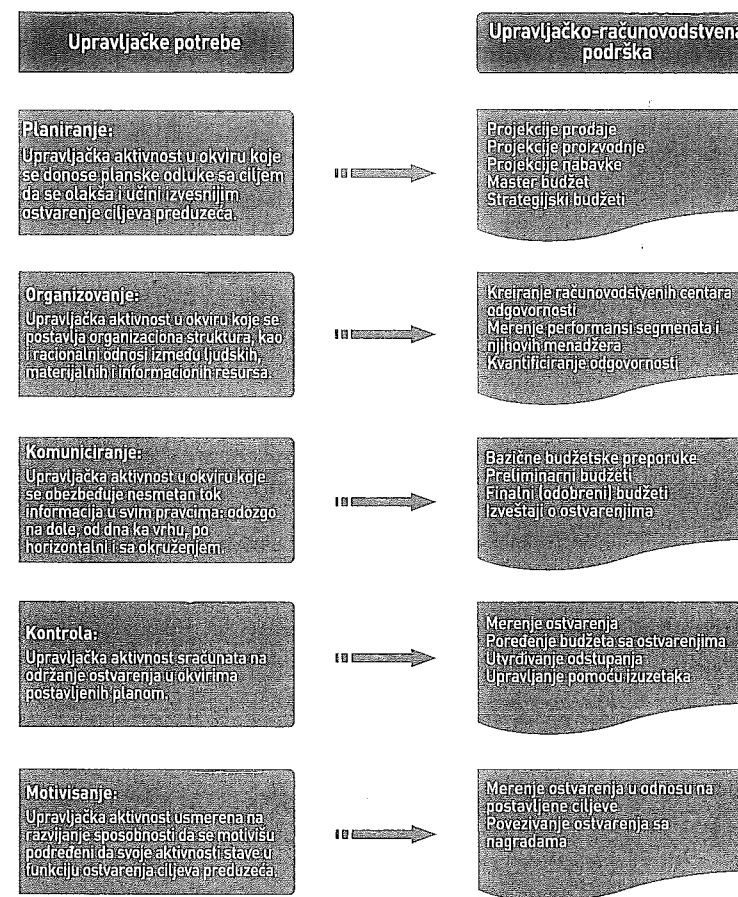 Upravljačke potrebe
Upravljačko-računovodstvena
podrška
Planiranje:
Upravljačka aktivnost u okviru koje
se donose planske odluke sa ciljem
da se olakša i učini izvesnijim
ostvarenje ciljeva preduzeća.
Projekcije prodaje
Projekcije proizvodnje
Projekcije nabavke
Master budžet
Strategijski budžeti
Organizovanje:
Upravljačka aktivnost u okviru koje se
postavlja organizaciona struktura, kao
i racionalni odnosi između ljudskih,
materijalnih i informacionih resursa.
Kreiranje računovodstvenih centara
odgovornosti
Merenje performansi segmenata i
njihovih menadžera
Kvantificiranje odgovornosti
Komuniciranje:
Upravljačka aktivnost u okviru koje
se obezbeđuje nesmetan tok
informacija u svim pravcima: odozgo
na dole, od dna ka vrhu, po
horizontalni i sa okruženjem.
Bazične budžetske preporuke
Preliminarni budžeti
Finalni (odobreni) budžeti
Izveštaji o ostvarenjima
Kontrola:
Upravljačka aktivnost sračunata na
održanje ostvarenja u okvirima
postavljenih planom.
Merenje ostvarenja
Poređenje budžeta sa ostvarenjima
Utvrđivanje odstupanja
Upravljanje pomoću izuzetaka
Motivisanje:
Upravljačka aktivnost usmerena na
razvijanje sposobnosti da se motivišu
podređeni da svoje aktivnosti stave u
funkciju ostvarenja ciljeva preduzeća.
Merenje ostvarenja u odnosu na
postavljene ciljeve
Povezivanje ostvarenja sa
nagradama